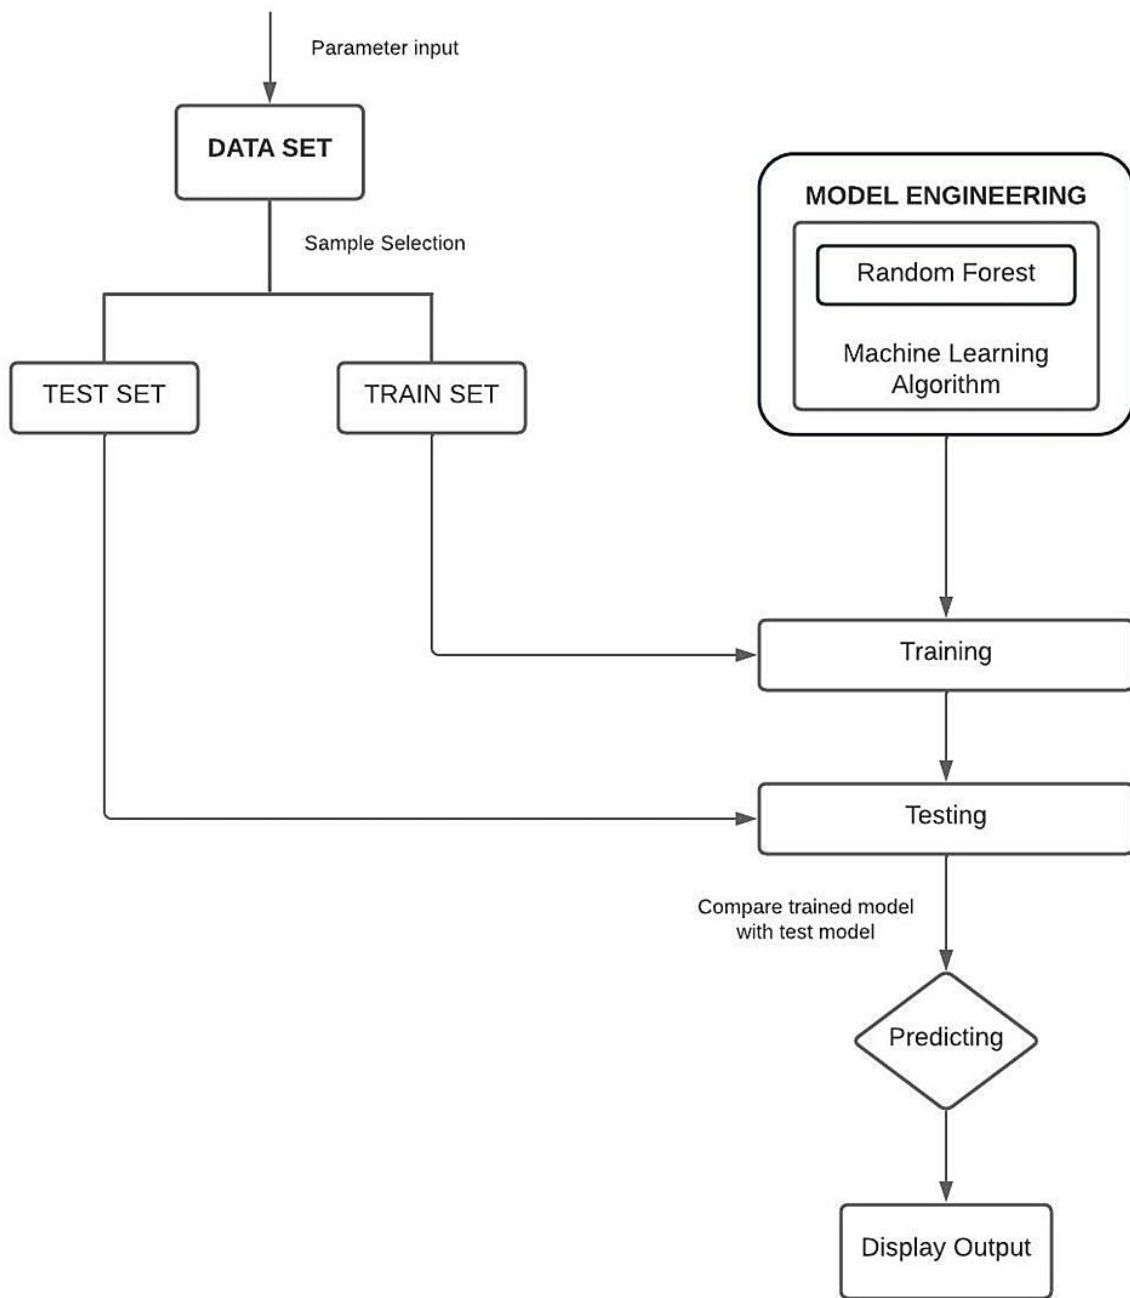 Parameter input
DATA SET
Sample Selection
TEST SET
TRAIN SET
MODEL ENGINEERING
Random Forest
Machine Learning
Algorithm
Training
Testing
Compare trained model
with test model
Predicting
Display Output